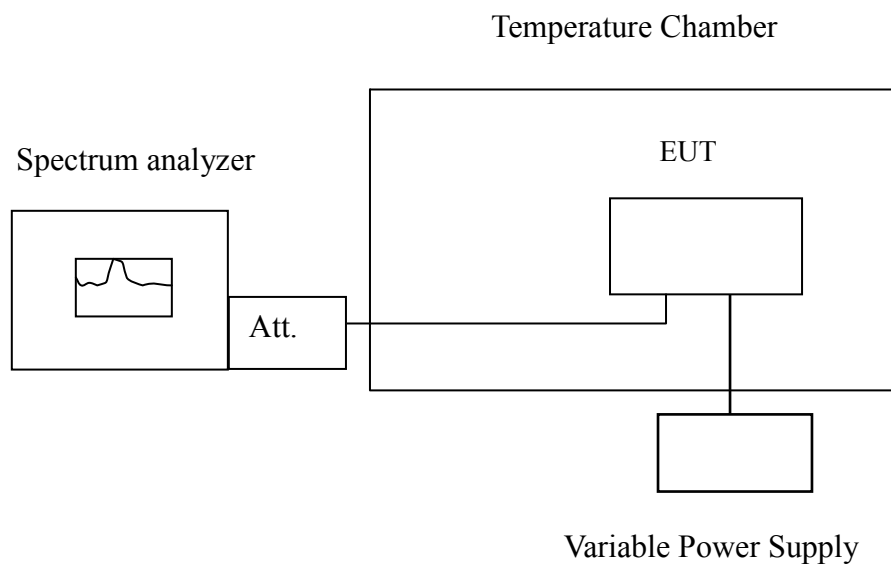 Temperature Chamber
Spectrum analyzer
EUT
Att.
Variable Power Supply